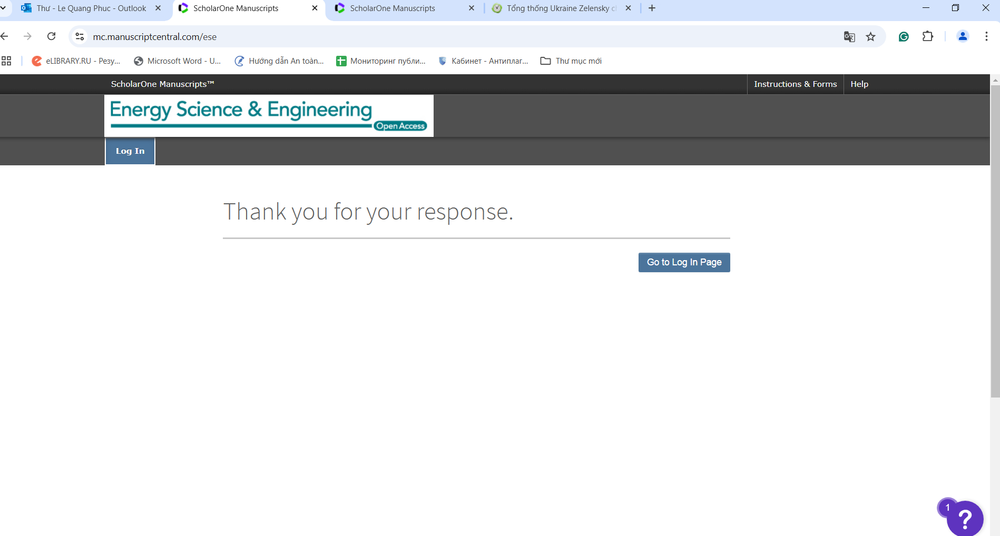 Thư - Le Quang Phuc - Outlook
ScholarOne Manuscripts
ScholarOne Manuscripts
Tổng thống Ukraine Zelensky
mc.manuscriptcentral.com/ese
eLIBRARY.RU - Резу...
Microsoft Word - U...
Hướng dẫn An toàn...
Мониторинг публи...
Кабинет - Антиплаг...
Thư mục mới
ScholarOne Manuscripts™
Instructions & Forms
Help
Energy Science & Engineering
Open Access
Log In
Thank you for your response.
Go to Log In Page
1
?